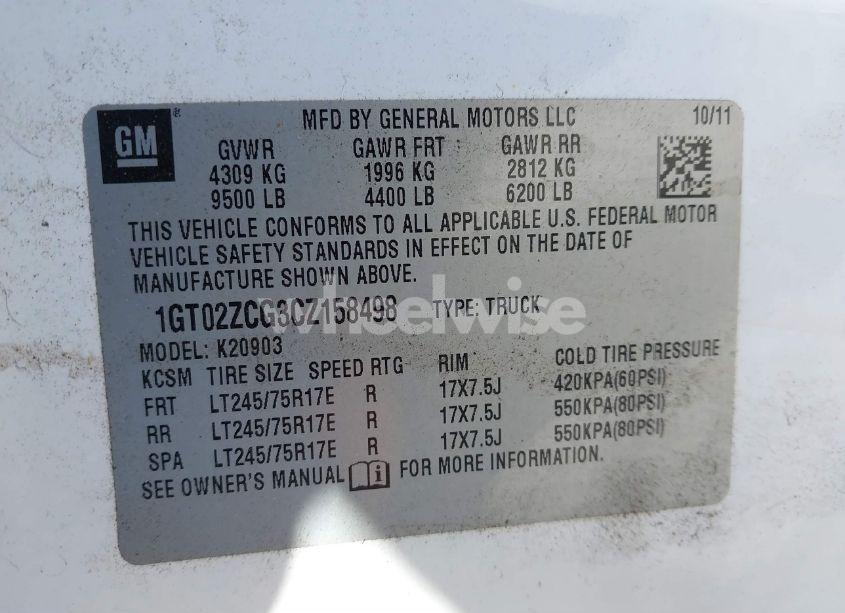 GM
MFD BY GENERAL MOTORS LLC 10/11
GVWR GAWR FRT GAWR RR
4309 KG 1996 KG 2812 KG
9500 LB 4400 LB 6200 LB
THIS VEHICLE CONFORMS TO ALL APPLICABLE U.S. FEDERAL MOTOR
VEHICLE SAFETY STANDARDS IN EFFECT ON THE DATE OF
MANUFACTURE SHOWN ABOVE.
1GT02ZCG3CZ158498 TYPE: TRUCK
wheelwise
MODEL: K20903
KCSM TIRE SIZE SPEED RTG RIM COLD TIRE PRESSURE
FRT LT245/75R17E R 17X7.5J 420KPA(60PSI)
RR LT245/75R17E R 17X7.5J 550KPA(80PSI)
SPA LT245/75R17E R 17X7.5J 550KPA(80PSI)
SEE OWNER'S MANUAL i FOR MORE INFORMATION.